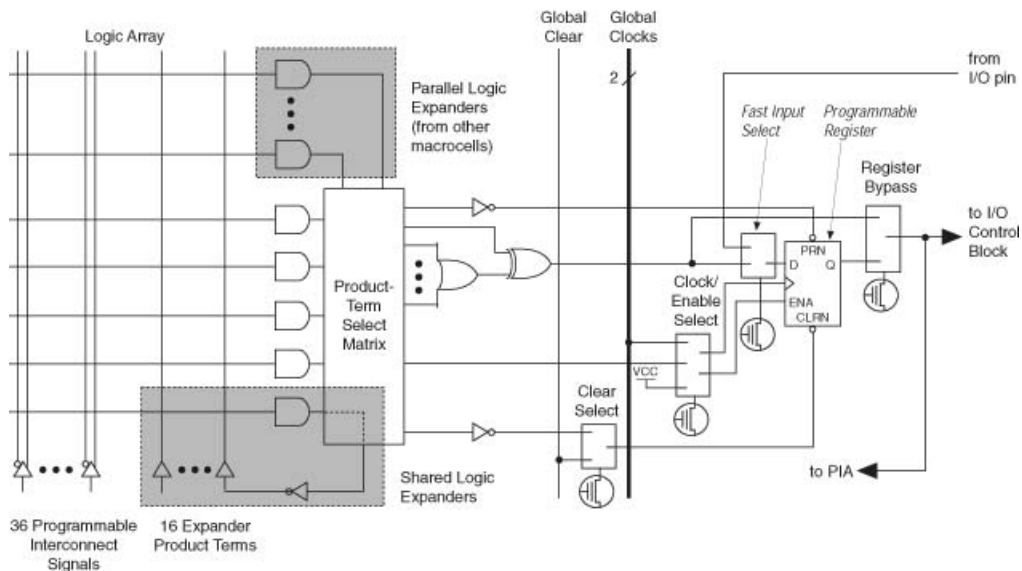 Logic Array
Global
Clear
Global
Clocks
2
from
I/O pin
Parallel Logic
Expanders
(from other
macrocells)
Fast Input
Select
Programmable
Register
Register
Bypass
to I/O
Control
Block
PRN
D
Q
ENA
CLRN
Product-
Term
Select
Matrix
Clock/
Enable
Select
VCC
Clear
Select
to PIA
Shared Logic
Expanders
36 Programmable
Interconnect
Signals
16 Expander
Product Terms